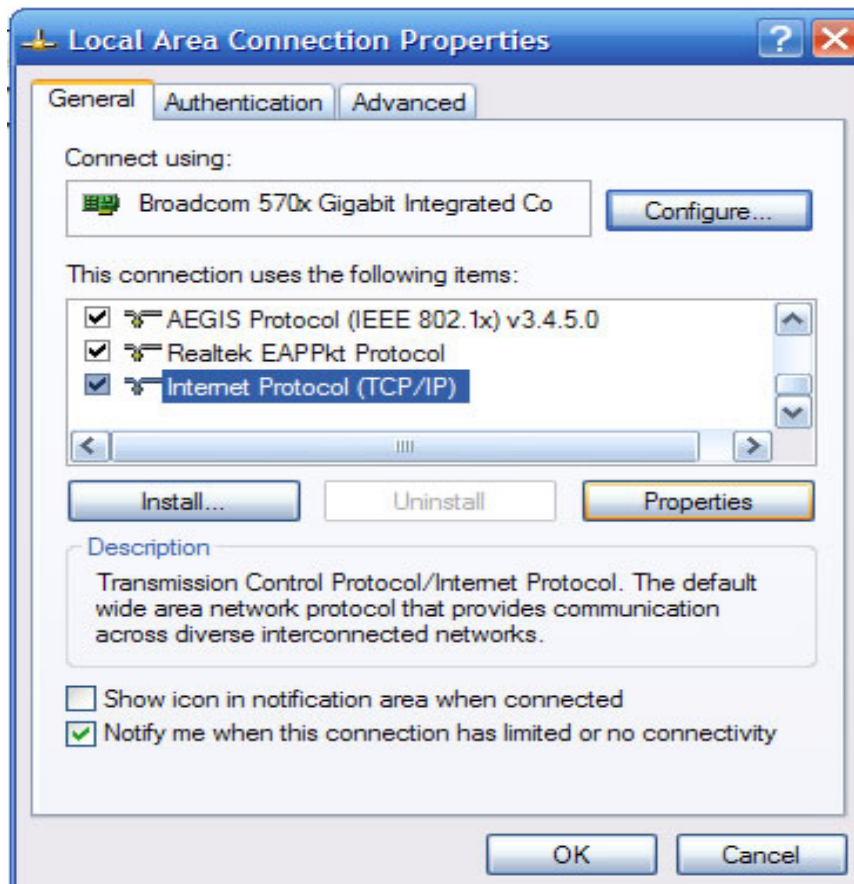 Local Area Connection Properties
General Authentication Advanced
Connect using:
Broadcom 570x Gigabit Integrated Co
Configure...
This connection uses the following items:
AEGIS Protocol (IEEE 802.1x) v3.4.5.0
Realtek EAPPkt Protocol
Internet Protocol (TCP/IP)
Install... Uninstall Properties
Description
Transmission Control Protocol/Internet Protocol. The default
wide area network protocol that provides communication
across diverse interconnected networks.
Show icon in notification area when connected
Notify me when this connection has limited or no connectivity
OK Cancel